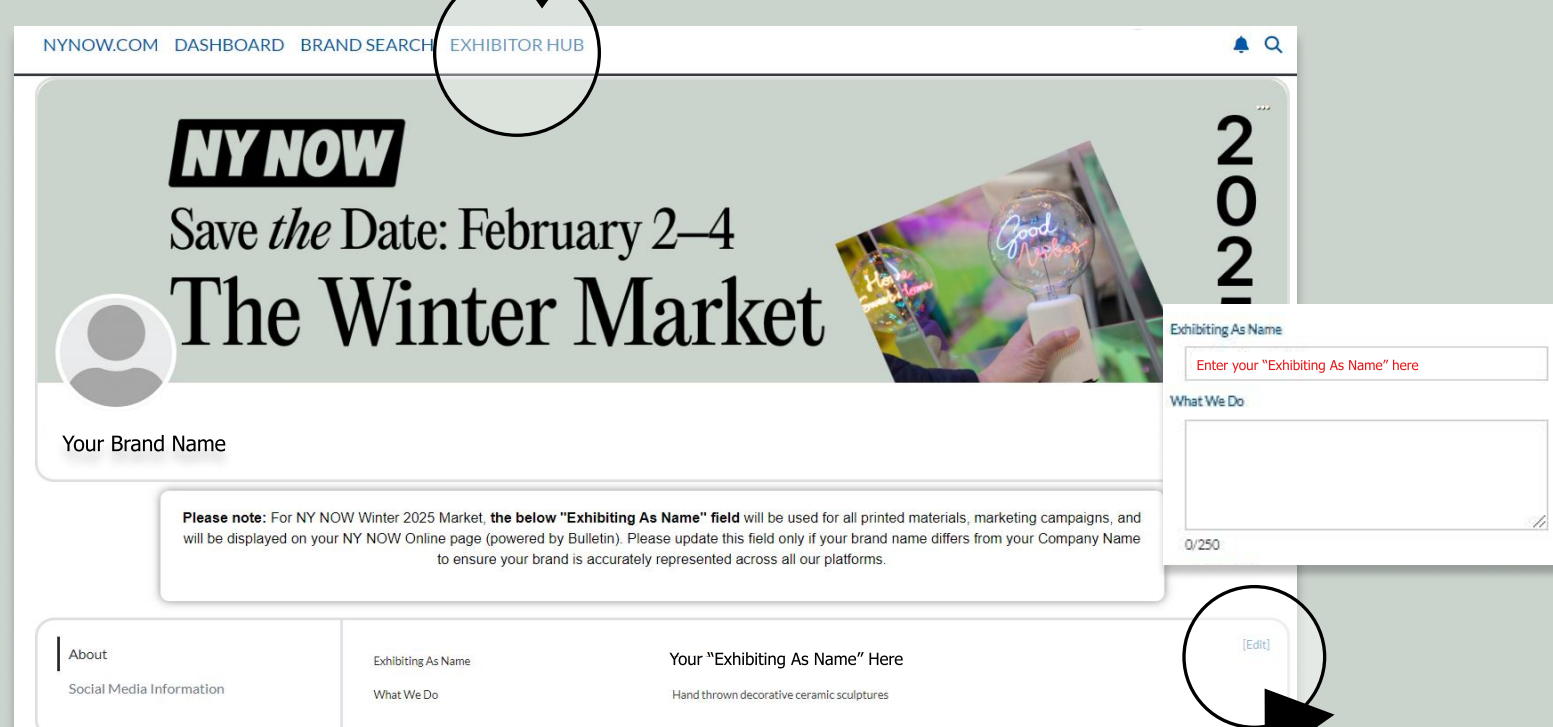 NYNOW.COM DASHBOARD BRAND SEARCH EXHIBITOR HUB
NY NOW
Save the Date: February 2–4
The Winter Market
202
Good
Vibes
Home
Sweet Home
Your Brand Name
Exhibiting As Name
Enter your “Exhibiting As Name” here
What We Do
0/250
Please note: For NY NOW Winter 2025 Market, the below "Exhibiting As Name" field will be used for all printed materials, marketing campaigns, and
will be displayed on your NY NOW Online page (powered by Bulletin). Please update this field only if your brand name differs from your Company Name
to ensure your brand is accurately represented across all our platforms.
About
Social Media Information
Exhibiting As Name
Your “Exhibiting As Name” Here
[Edit]
What We Do
Hand thrown decorative ceramic sculptures